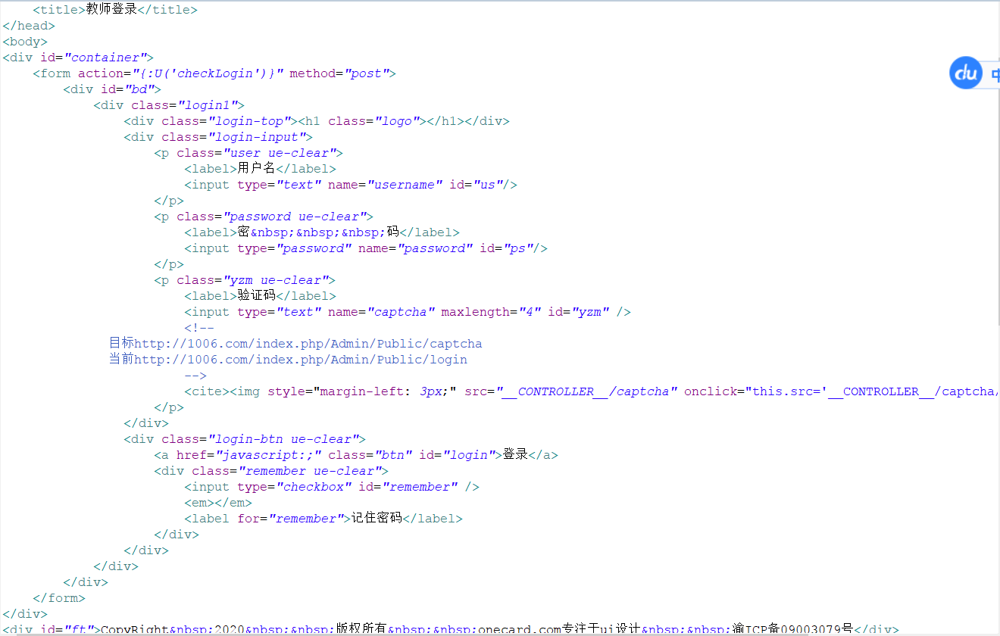 <title>教师登录</title>
</head>
<body>
<div id="container">
<form action="{:U('checkLogin')}" method="post">
<div id="bd">
<div class="login1">
<div class="login-top"><h1 class="logo"></h1></div>
<div class="login-input">
<p class="user ue-clear">
<label>用户名</label>
<input type="text" name="username" id="us"/>
</p>
<p class="password ue-clear">
<label>密&nbsp;&nbsp;&nbsp;码</label>
<input type="password" name="password" id="ps"/>
</p>
<p class="yzm ue-clear">
<label>验证码</label>
<input type="text" name="captcha" maxlength="4" id="yzm" />
<!--
目标http://1006.com/index.php/Admin/Public/captcha
当前http://1006.com/index.php/Admin/Public/login
-->
<cite><img style="margin-left: 3px;" src="__CONTROLLER__/captcha" onclick="this.src='__CONTROLLER__/captcha/
</p>
</div>
<div class="login-btn ue-clear">
<a href="javascript:;" class="btn" id="login">登录</a>
<div class="remember ue-clear">
<input type="checkbox" id="remember" />
<em></em>
<label for="remember">记住密码</label>
</div>
</div>
</div>
</div>
</form>
</div>
<div id="ft">CopyRight&nbsp;2020&nbsp;&nbsp;版权所有&nbsp;&nbsp;onecard.com专注于ui设计&nbsp;&nbsp;渝ICP备09003079号</div>
du 中